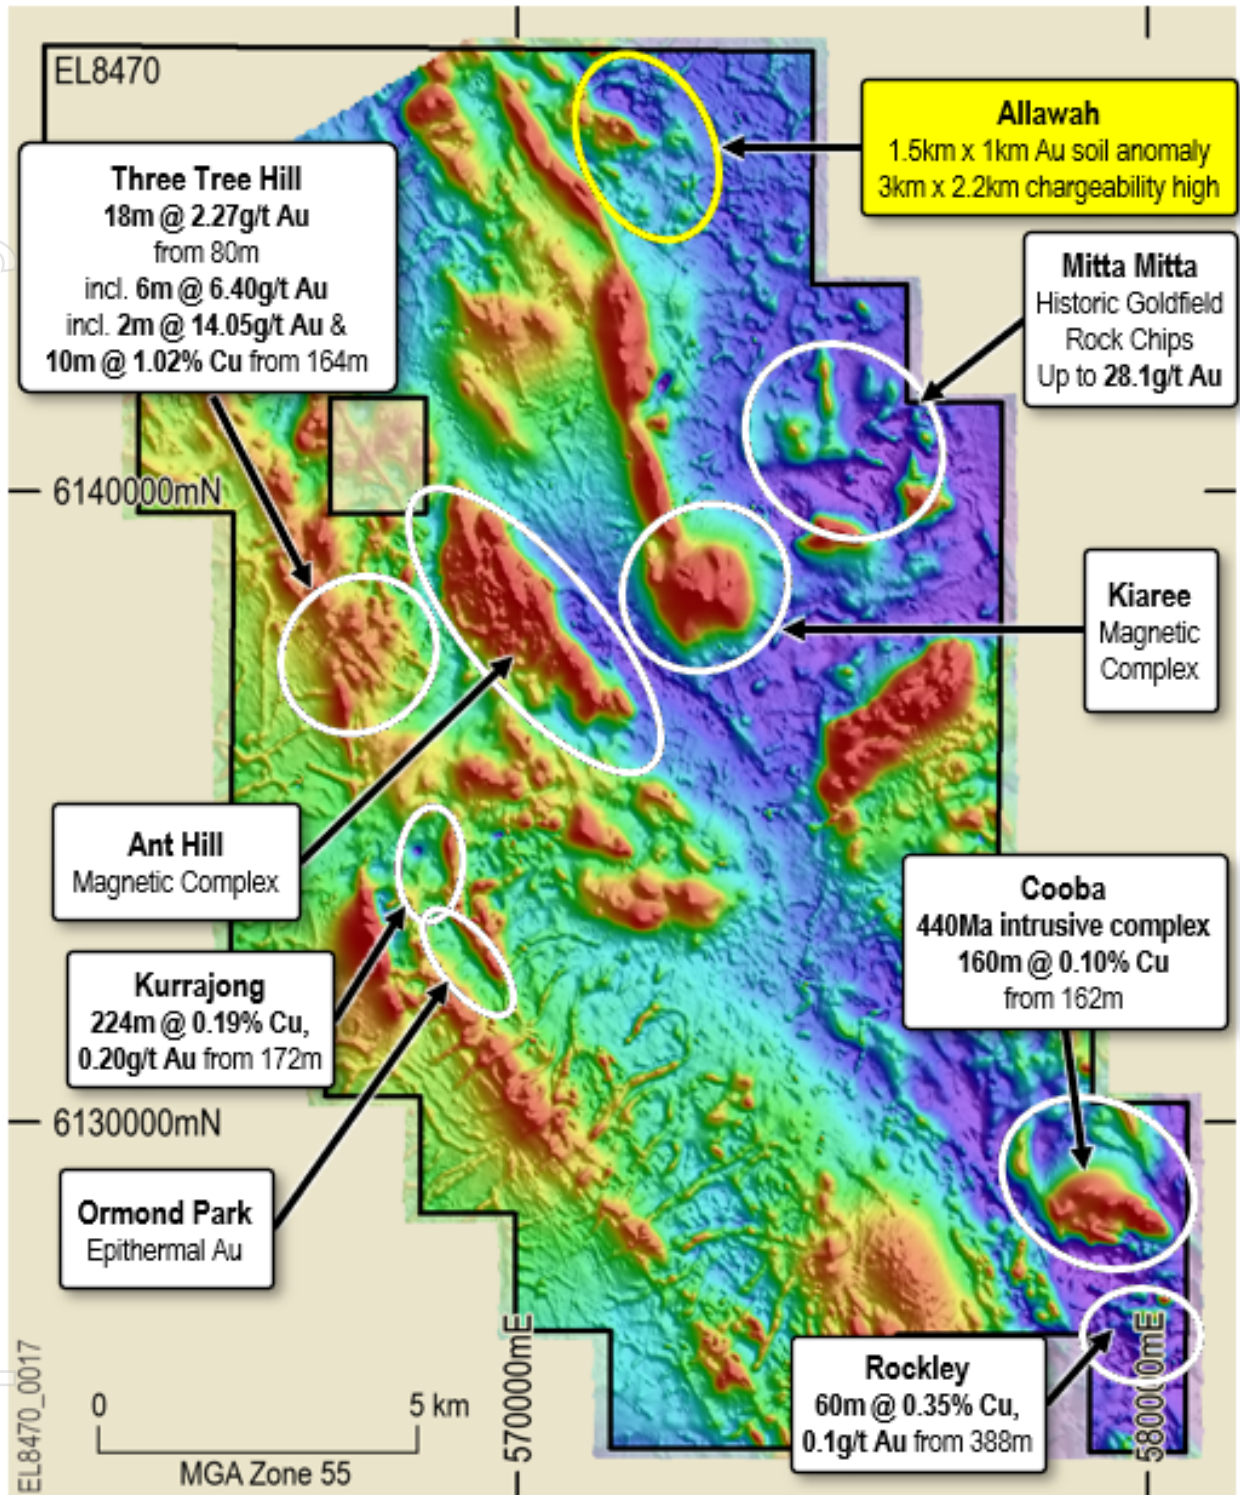 EL8470
Allawah
1.5km x 1km Au soil anomaly
3km x 2.2km chargeability high
Three Tree Hill
18m @ 2.27g/t Au
from 80m
incl. 6m @ 6.40g/t Au
incl. 2m @ 14.05g/t Au &
10m @ 1.02% Cu from 164m
Mitta Mitta
Historic Goldfield
Rock Chips
Up to 28.1g/t Au
6140000mN
Kiaree
Magnetic
Complex
Ant Hill
Magnetic Complex
Cooba
440Ma intrusive complex
160m @ 0.10% Cu
from 162m
Kurrajong
224m @ 0.19% Cu,
0.20g/t Au from 172m
6130000mN
Ormond Park
Epithermal Au
Rockley
60m @ 0.35% Cu,
0.1g/t Au from 388m
570000mE
580000mE
0 5 km
MGA Zone 55
EL8470_0017